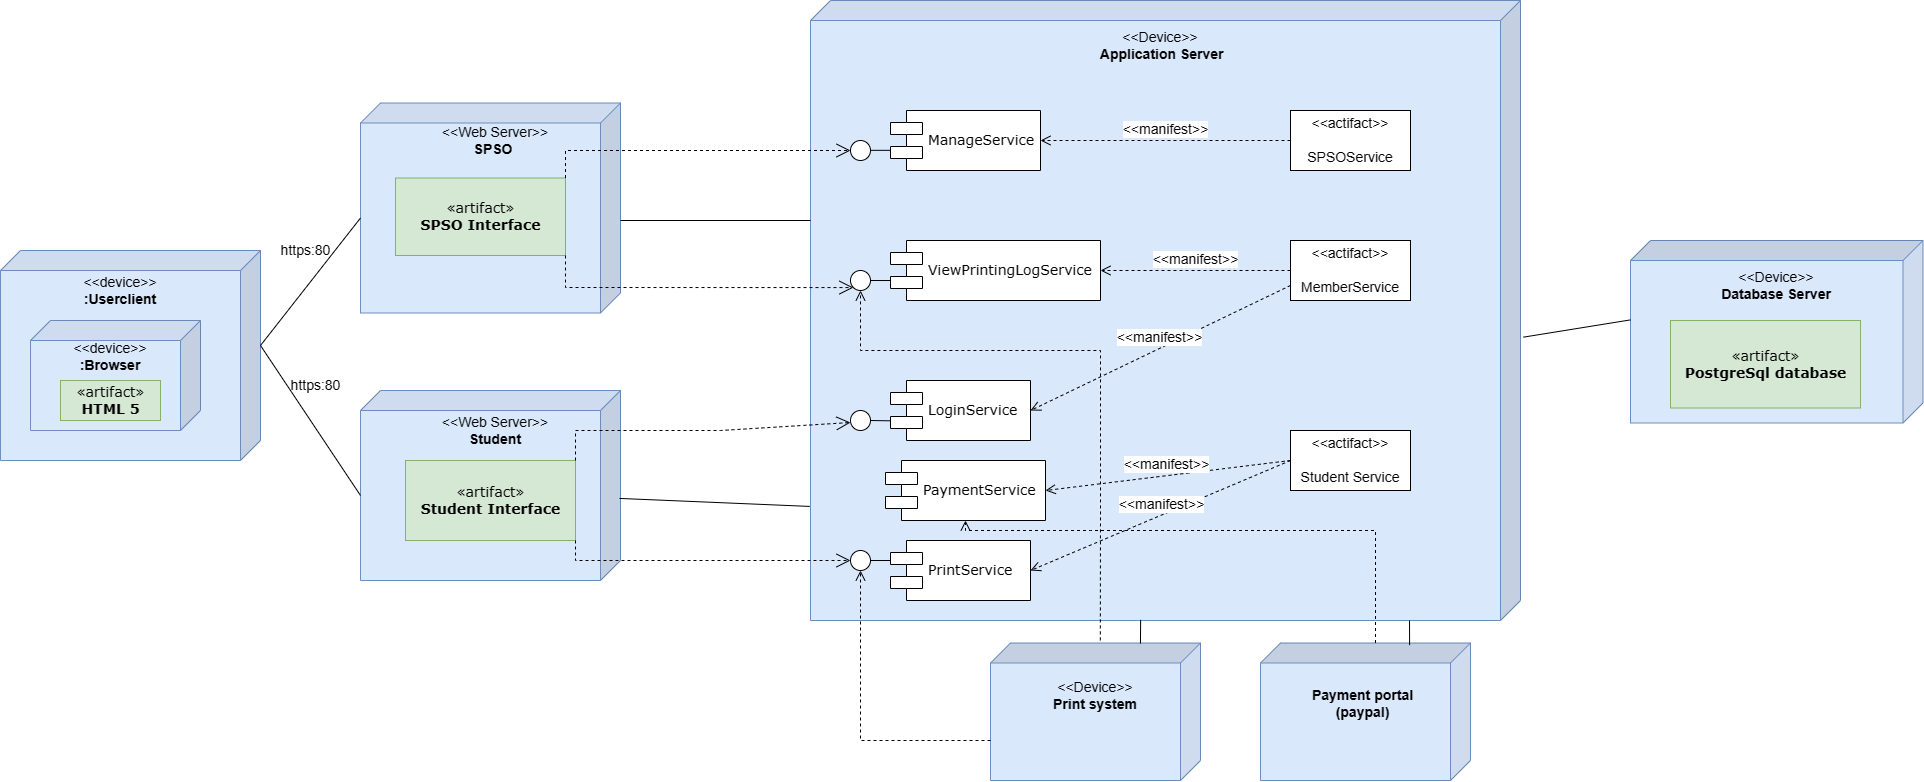 <<Device>>
Application Server
<<Web Server>>
SPSO
«artifact»
SPSO Interface
ManageService
<<manifest>>
<<actifact>>
SPSOService
https:80
<<device>>
:Userclient
<<device>>
:Browser
«artifact»
HTML 5
ViewPrintingLogService
<<manifest>>
<<actifact>>
MemberService
<<manifest>>
<<Device>>
Database Server
«artifact»
PostgreSql database
https:80
<<Web Server>>
Student
«artifact»
Student Interface
LoginService
PaymentService
<<manifest>>
<<actifact>>
Student Service
<<manifest>>
PrintService
<<Device>>
Print system
Payment portal
(paypal)